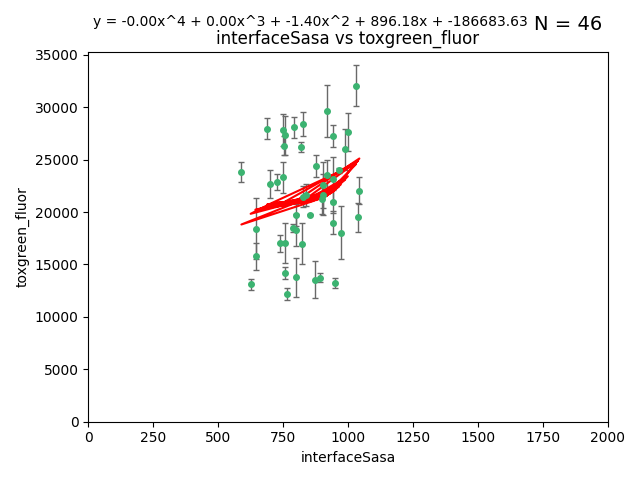 y = -0.00x^4 + 0.00x^3 + -1.40x^2 + 896.18x + -186683.63 N = 46
interfaceSasa vs toxgreen_fluor
35000
30000
25000
20000
15000
10000
5000
0
toxgreen_fluor
0 250 500 750 1000 1250 1500 1750 2000
interfaceSasa